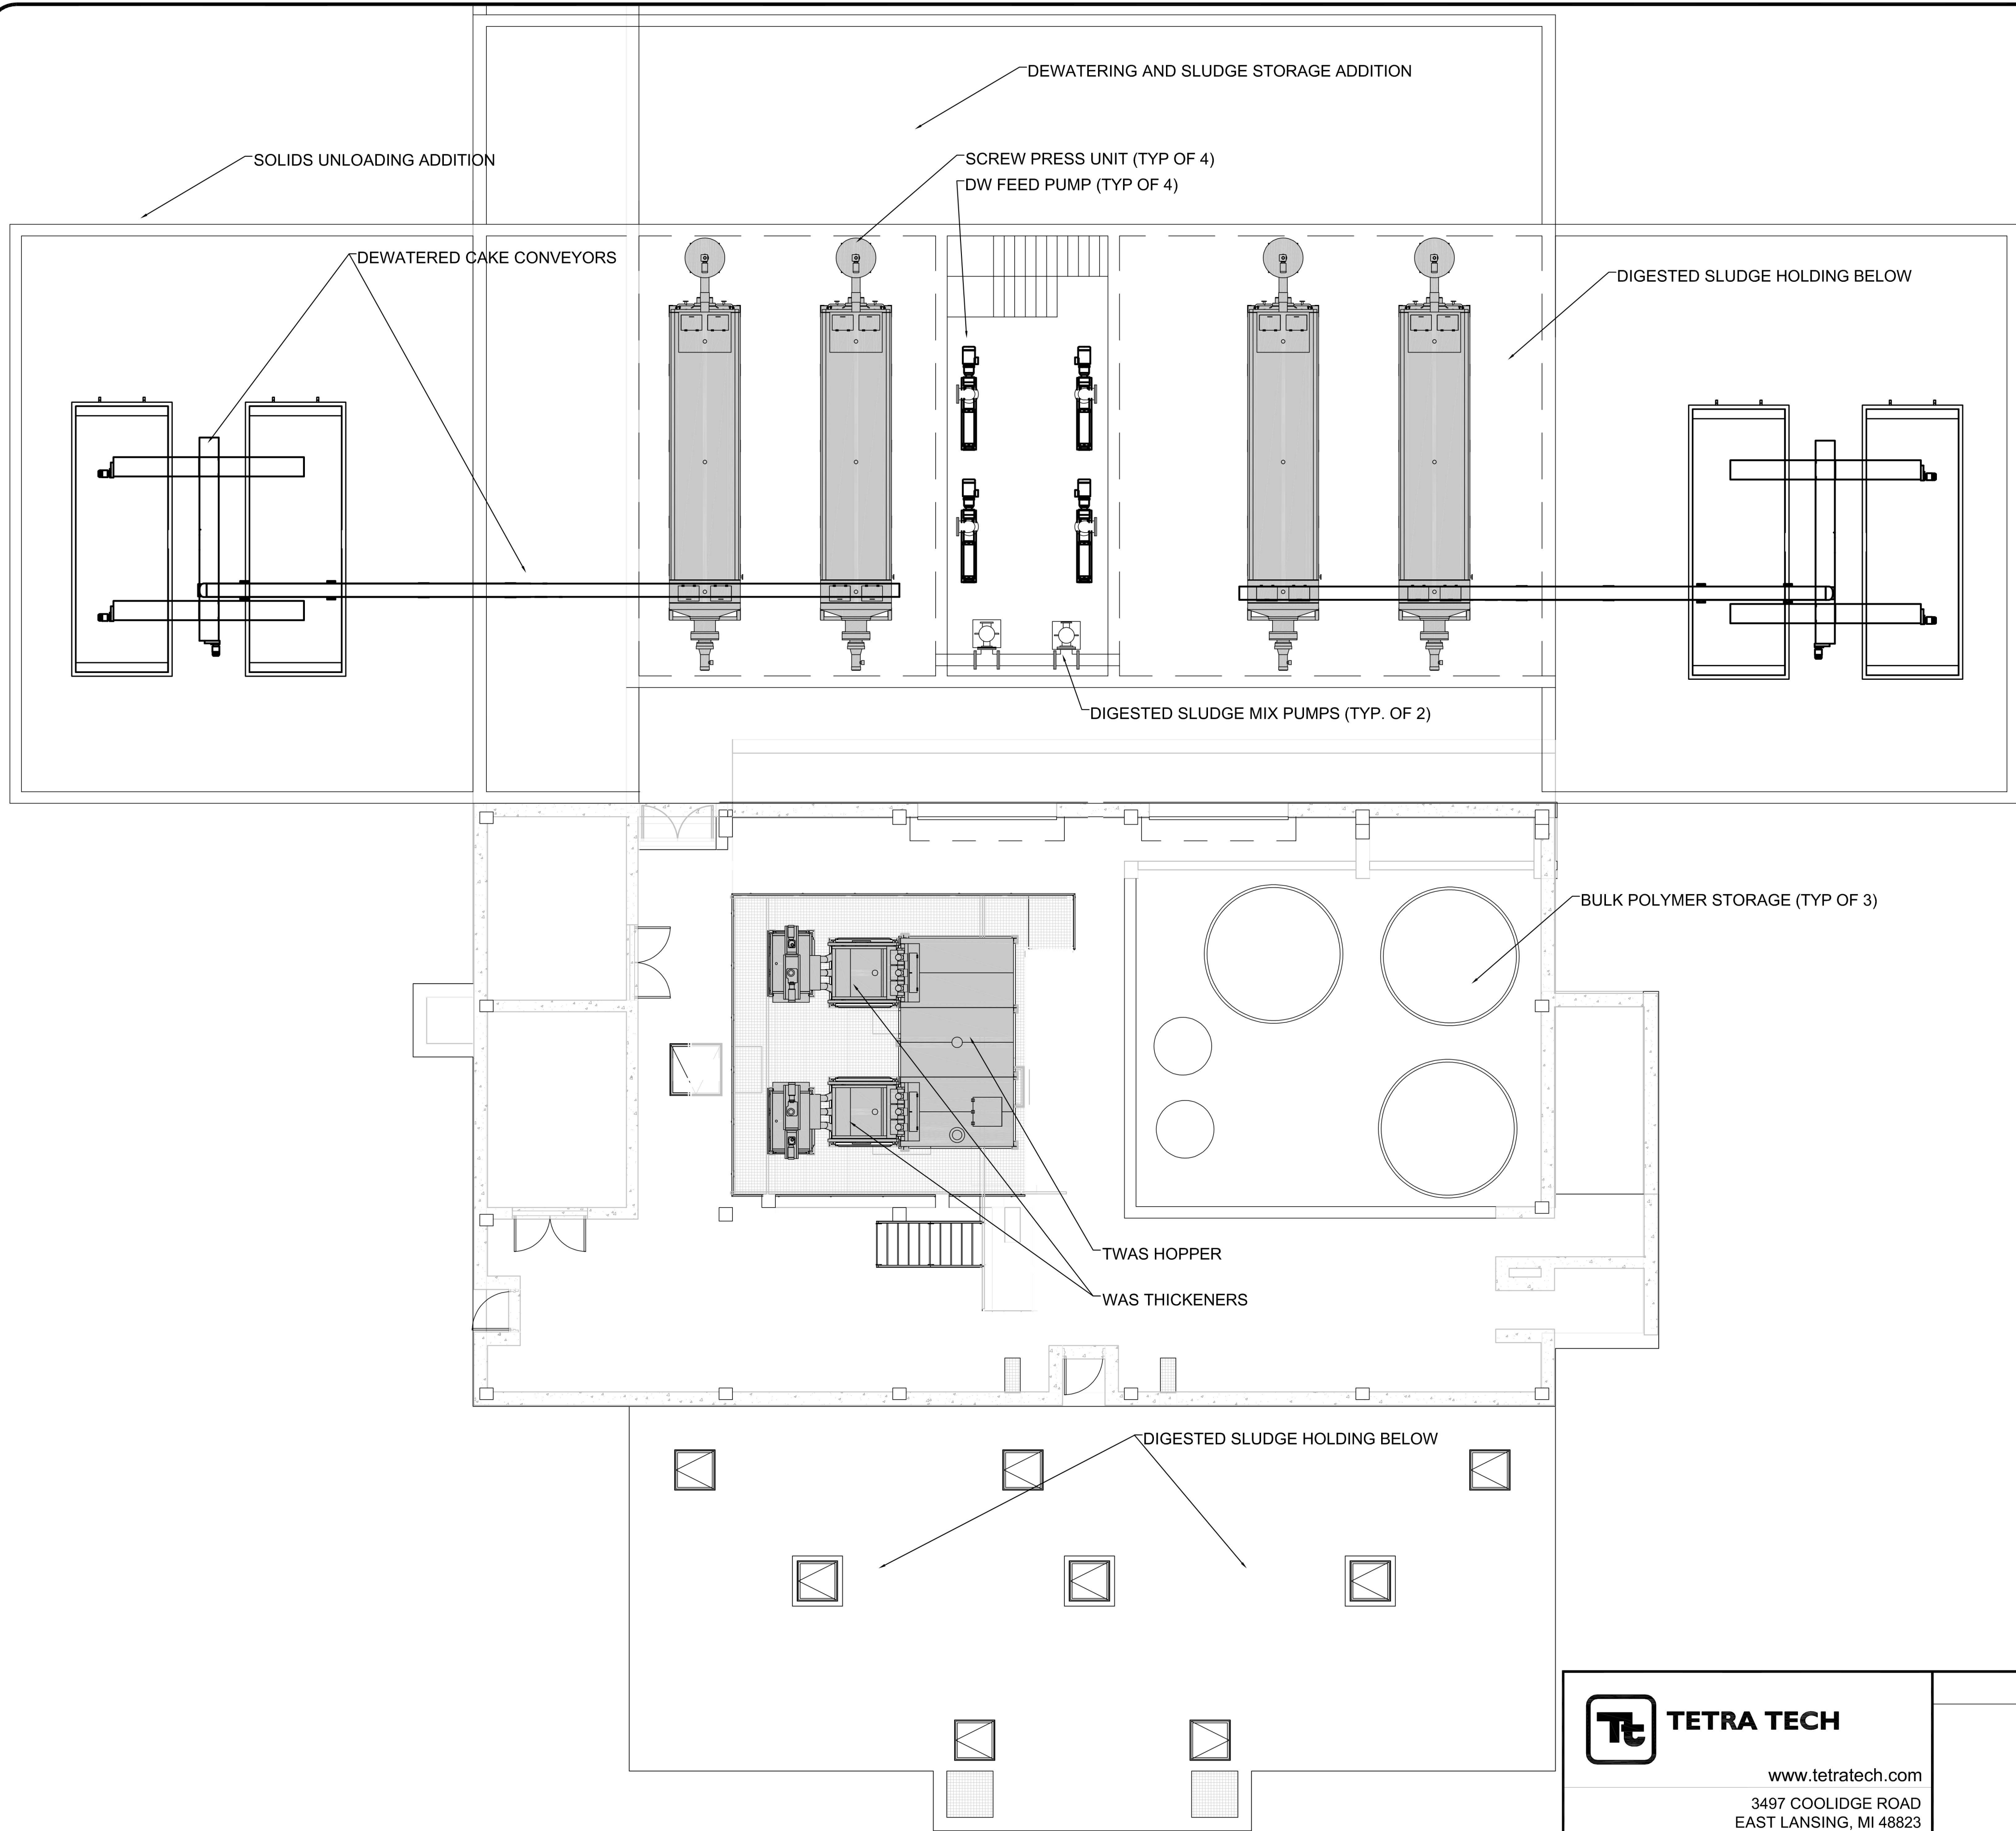 DEWATERING AND SLUDGE STORAGE ADDITION
SOLIDS UNLOADING ADDITION
SCREW PRESS UNIT (TYP OF 4)
DW FEED PUMP (TYP OF 4)
DEWATERED CAKE CONVEYORS
DIGESTED SLUDGE HOLDING BELOW
DIGESTED SLUDGE MIX PUMPS (TYP. OF 2)
BULK POLYMER STORAGE (TYP OF 3)
TWAS HOPPER
WAS THICKENERS
DIGESTED SLUDGE HOLDING BELOW
Tt
TETRA TECH
www.tetratech.com
3497 COOLIDGE ROAD
EAST LANSING, MI 48823